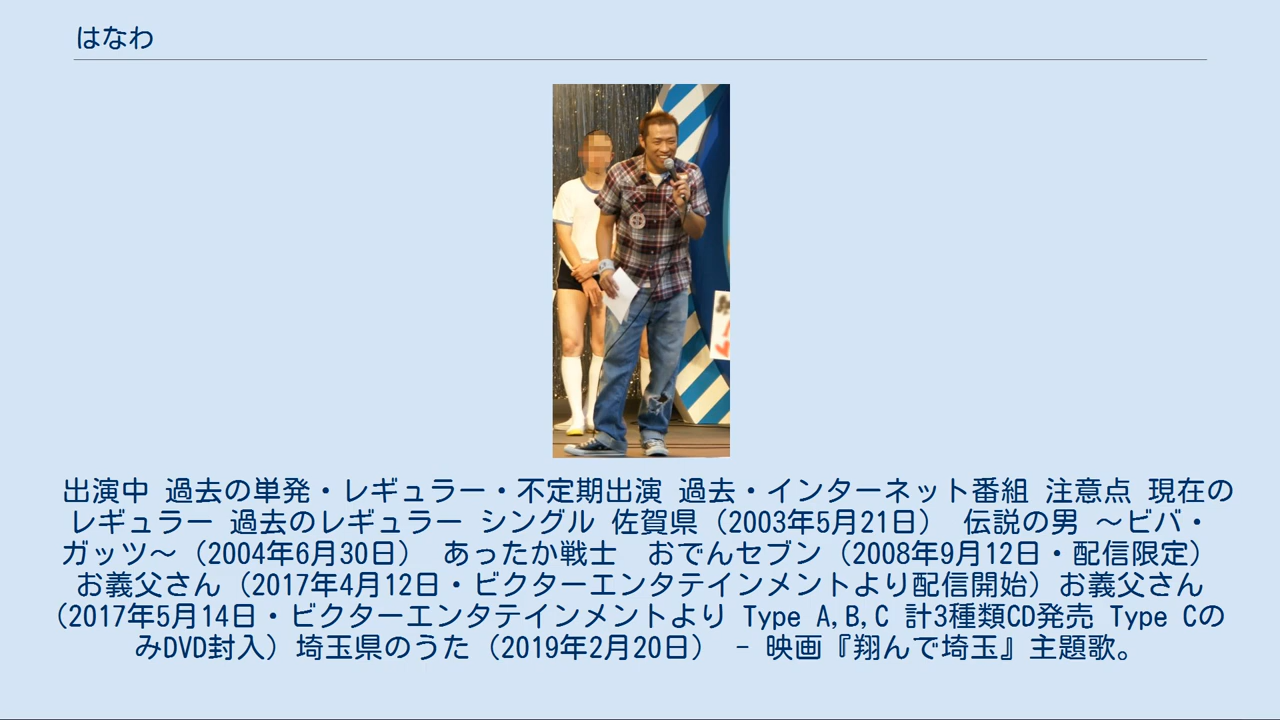 はなわ
出演中 過去の単発・レギュラー・不定期出演 過去・インターネット番組 注意点 現在の
レギュラー 過去のレギュラー シングル 佐賀県（2003年5月21日） 伝説の男 〜ビバ・
ガッツ〜（2004年6月30日） あったか戦士　おでんセブン（2008年9月12日・配信限定）
お義父さん（2017年4月12日・ビクターエンタテインメントより配信開始）お義父さん
（2017年5月14日・ビクターエンタテインメントより Type A,B,C 計3種類CD発売 Type Cの
みDVD封入）埼玉県のうた（2019年2月20日） - 映画『翔んで埼玉』主題歌。